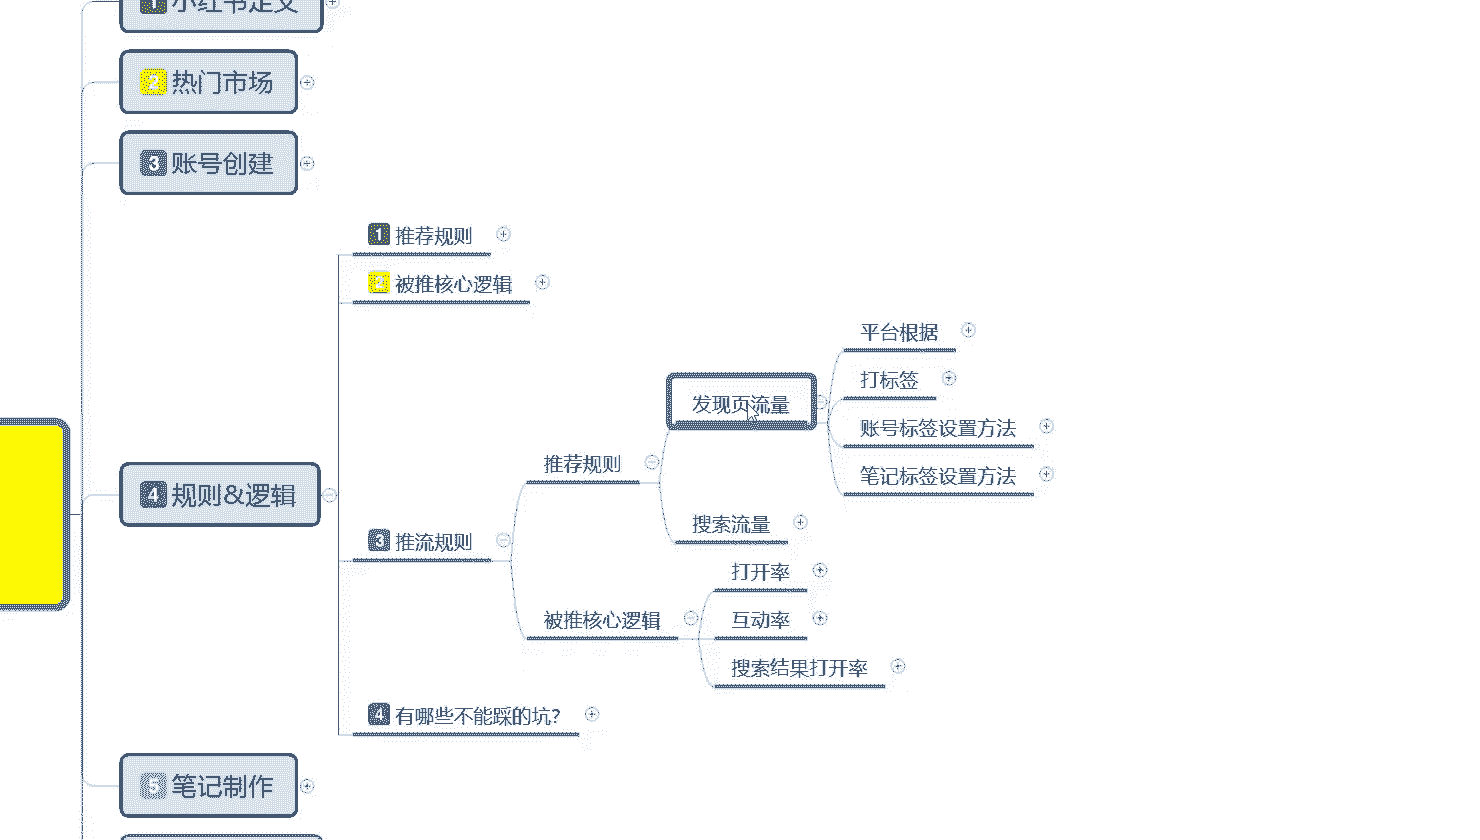 1 小红书定义
2 热门市场
3 账号创建
4 规则&逻辑
1 推荐规则
2 被推核心逻辑
3 推流规则
推荐规则
发现页流量
平台根据
打标签
账号标签设置方法
笔记标签设置方法
搜索流量
被推核心逻辑
打开率
互动率
搜索结果打开率
4 有哪些不能踩的坑?
5 笔记制作